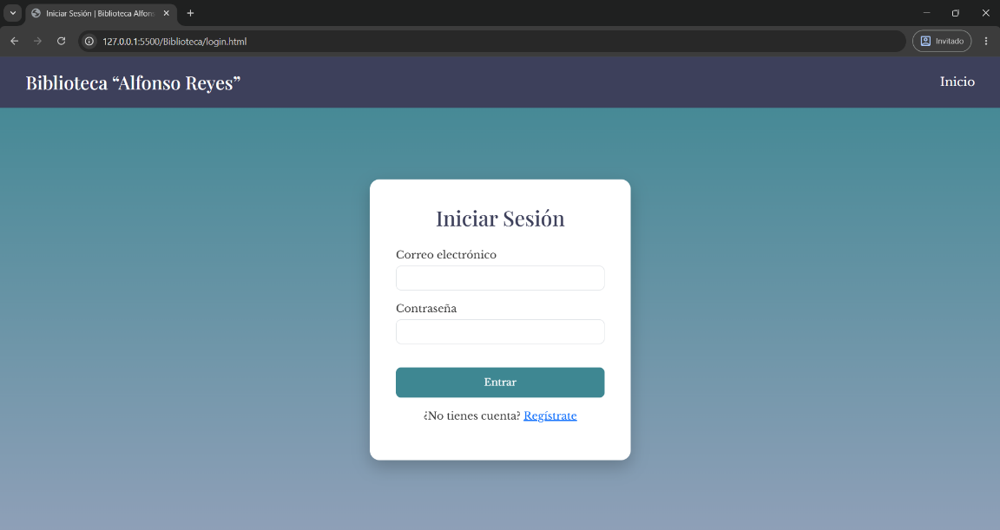 Iniciar Sesión | Biblioteca Alfons
127.0.0.1:5500/Biblioteca/login.html
Invitado
Biblioteca “Alfonso Reyes”
Inicio
Iniciar Sesión
Correo electrónico
Contraseña
Entrar
¿No tienes cuenta? Regístrate